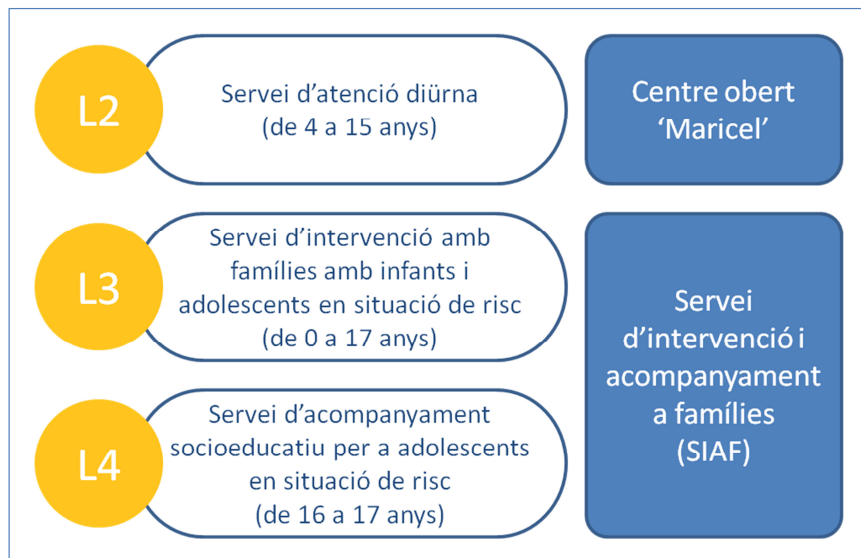 L2
Servei d'atenció diürna
(de 4 a 15 anys)
Centre obert
‘Maricel’
L3
Servei d'intervenció amb
famílies amb infants i
adolescents en situació de risc
(de 0 a 17 anys)
L4
Servei d'acompanyament
socioeducatiu per a adolescents
en situació de risc
(de 16 a 17 anys)
Servei
d'intervenció i
acompanyament
a famílies
(SIAF)